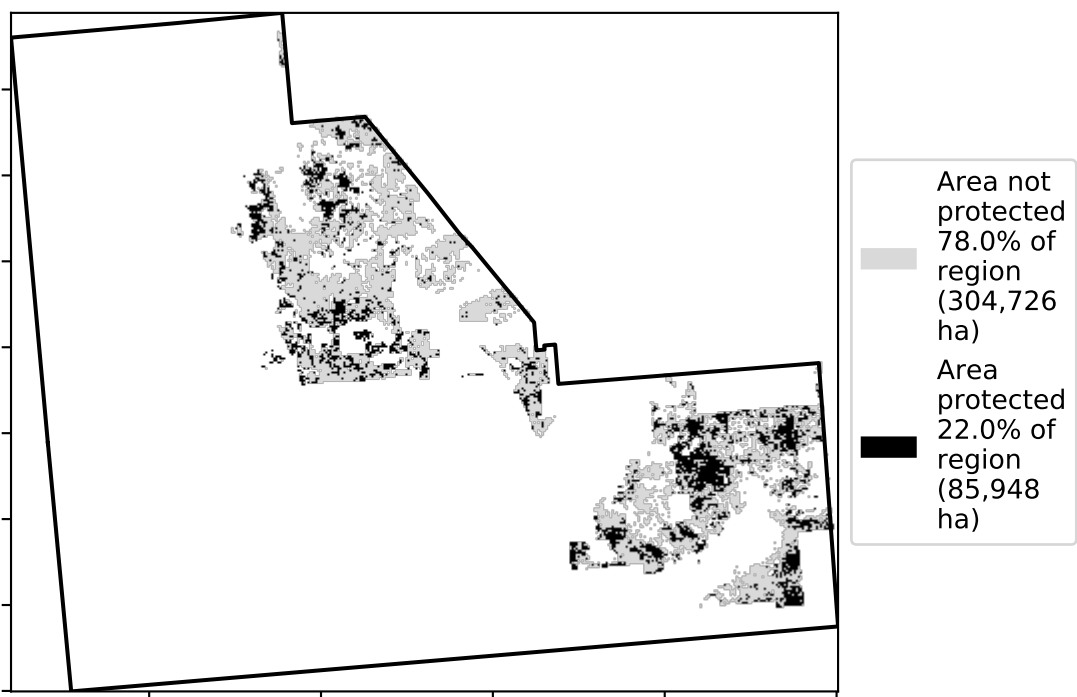 Area not
protected
78.0% of
region
(304,726
ha)
Area
protected
22.0% of
region
(85,948
ha)